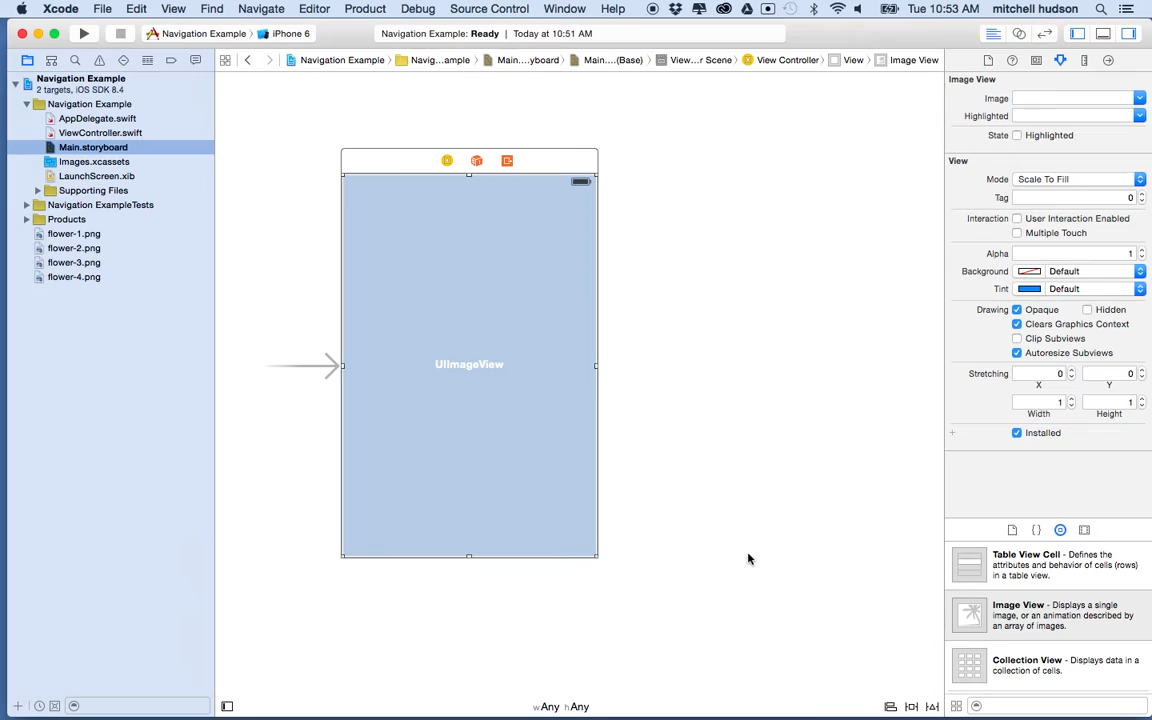 Xcode File Edit View Find Navigate Editor Product Debug Source Control Window Help Tue 10:53 AM mitchell hudson
Navigation Example iPhone 6 Navigation Example: Ready Today at 10:51 AM
Navigation Example Navig...ample Main....yboard Main....(Base) View...r Scene View Controller View Image View
Navigation Example
2 targets, iOS SDK 8.4
Navigation Example
AppDelegate.swift
ViewController.swift
Main.storyboard
Images.xcassets
LaunchScreen.xib
Supporting Files
Navigation ExampleTests
Products
flower-1.png
flower-2.png
flower-3.png
flower-4.png
UIImageView
wAny hAny
Image View
Image
Highlighted
State Highlighted
View
Mode Scale To Fill
Tag 0
Interaction User Interaction Enabled
Multiple Touch
Alpha 1
Background Default
Tint Default
Drawing Opaque Hidden
Clears Graphics Context
Clip Subviews
Autoresize Subviews
Stretching 0 0
X Y
1 1
Width Height
Installed
Table View Cell - Defines the
attributes and behavior of cells (rows)
in a table view.
Image View - Displays a single
image, or an animation described by
an array of images.
Collection View - Displays data in a
collection of cells.